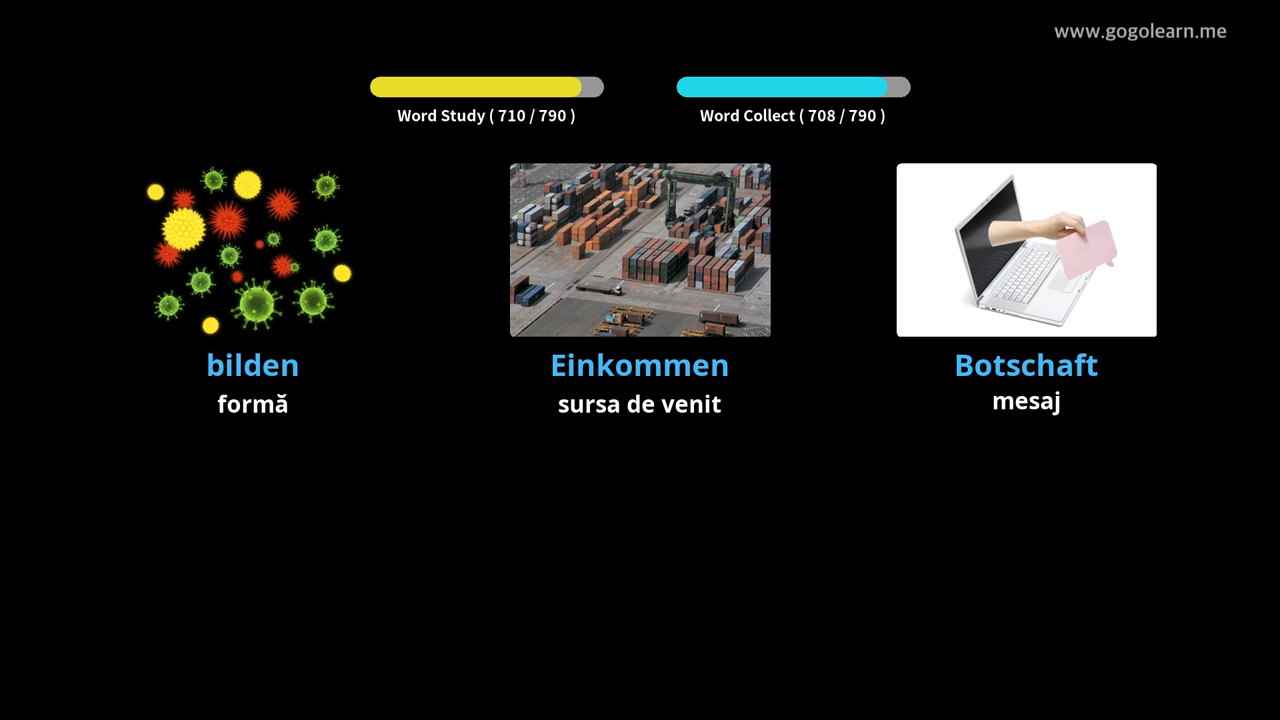 www.gogolearn.me
Word Study ( 710 / 790 )
Word Collect ( 708 / 790 )
bilden
formă
Einkommen
sursa de venit
Botschaft
mesaj